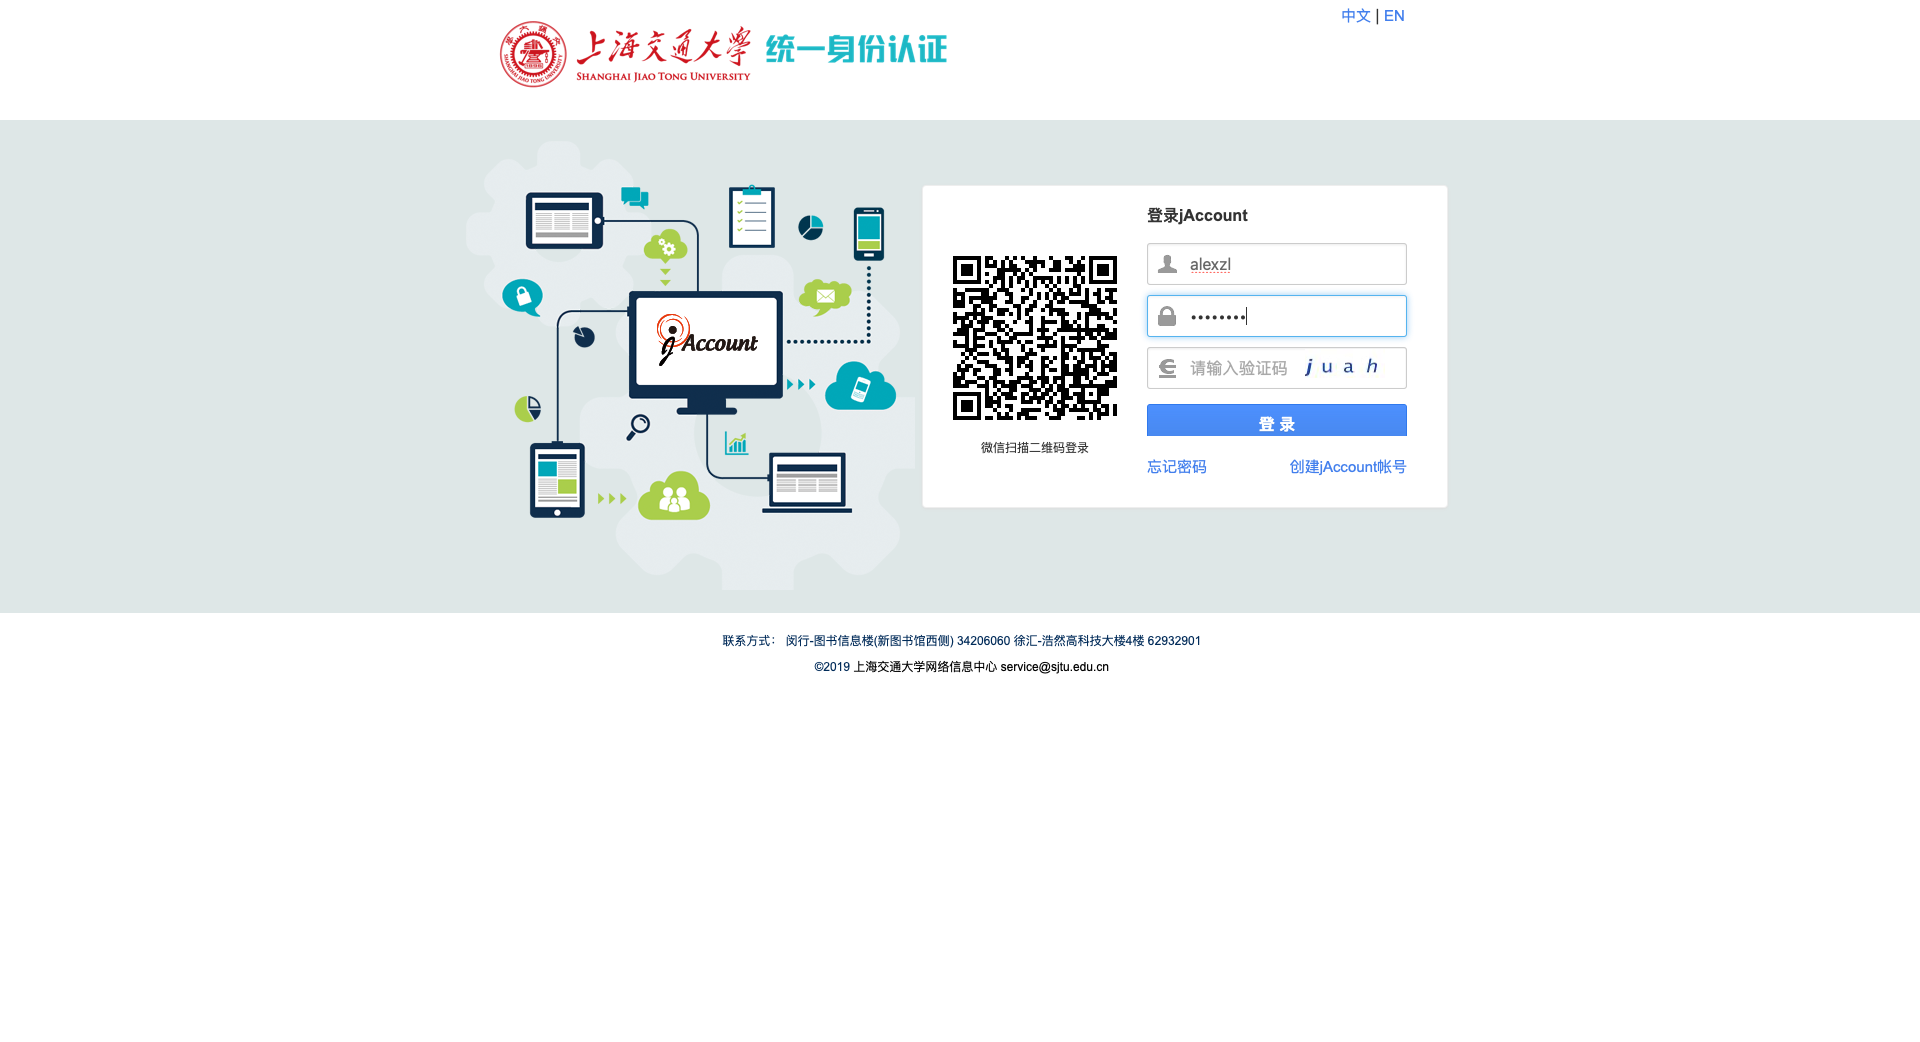 中文 | EN
上海交通大学 统一身份认证
SHANGHAI JIAO TONG UNIVERSITY
登录jAccount
alexzl
••••••••
请输入验证码 j u a h
登 录
忘记密码 创建jAccount帐号
微信扫描二维码登录
jAccount
联系方式: 闵行-图书信息楼(新图书馆西侧) 34206060 徐汇-浩然高科技大楼4楼 62932901
©2019 上海交通大学网络信息中心 service@sjtu.edu.cn